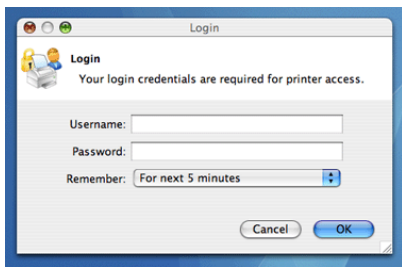 Login
Login
Your login credentials are required for printer access.
Username:
Password:
Remember: For next 5 minutes
Cancel OK